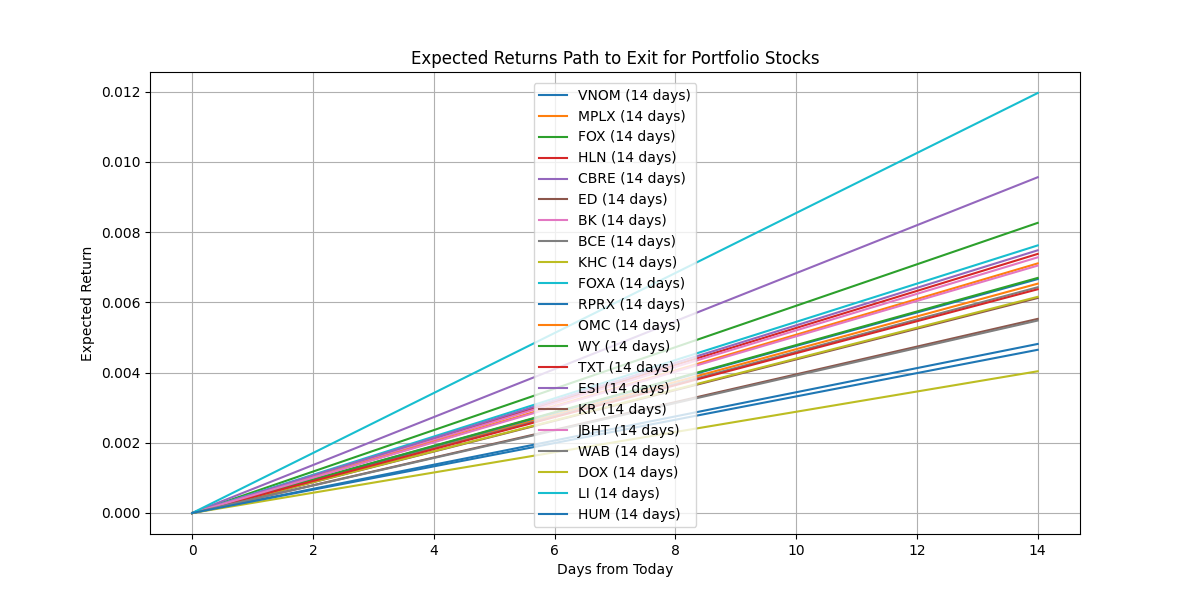 Expected Returns Path to Exit for Portfolio Stocks
Expected Return
0.012
0.010
0.008
0.006
0.004
0.002
0.000
VNOM (14 days)
MPLX (14 days)
FOX (14 days)
HLN (14 days)
CBRE (14 days)
ED (14 days)
BK (14 days)
BCE (14 days)
KHC (14 days)
FOXA (14 days)
RPRX (14 days)
OMC (14 days)
WY (14 days)
TXT (14 days)
ESI (14 days)
KR (14 days)
JBHT (14 days)
WAB (14 days)
DOX (14 days)
LI (14 days)
HUM (14 days)
0 2 4 6 8 10 12 14
Days from Today